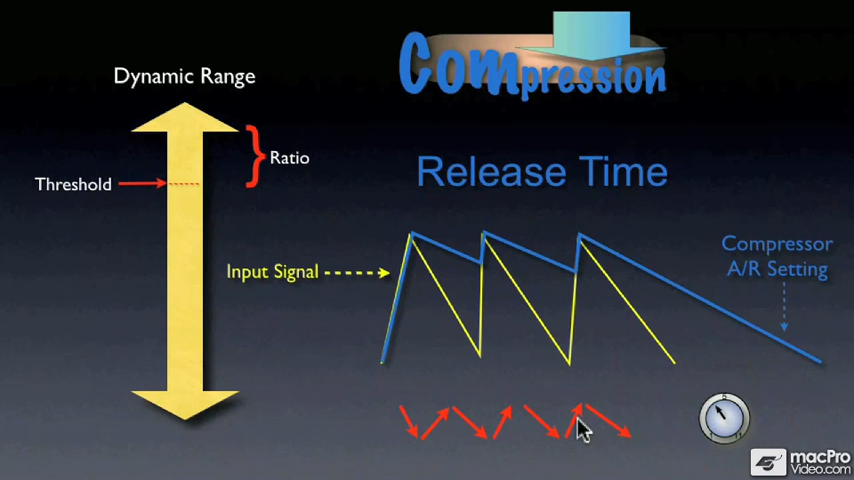 Compression
Dynamic Range
Ratio
Threshold
Release Time
Input Signal
Compressor
A/R Setting
macPro
Video.com